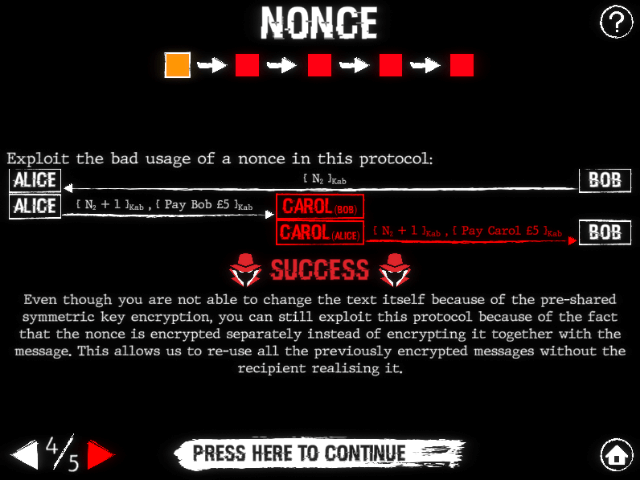 NONCE
?
Exploit the bad usage of a nonce in this protocol:
ALICE { N₂ }Kab BOB
ALICE { N₂ + 1 }Kab , { Pay Bob £5 }Kab CAROL (BOB)
CAROL (ALICE) { N₂ + 1 }Kab , { Pay Carol £5 }Kab BOB
SUCCESS
Even though you are not able to change the text itself because of the pre-shared
symmetric key encryption, you can still exploit this protocol because of the fact
that the nonce is encrypted separately instead of encrypting it together with the
message. This allows us to re-use all the previously encrypted messages without the
recipient realising it.
4/5
PRESS HERE TO CONTINUE